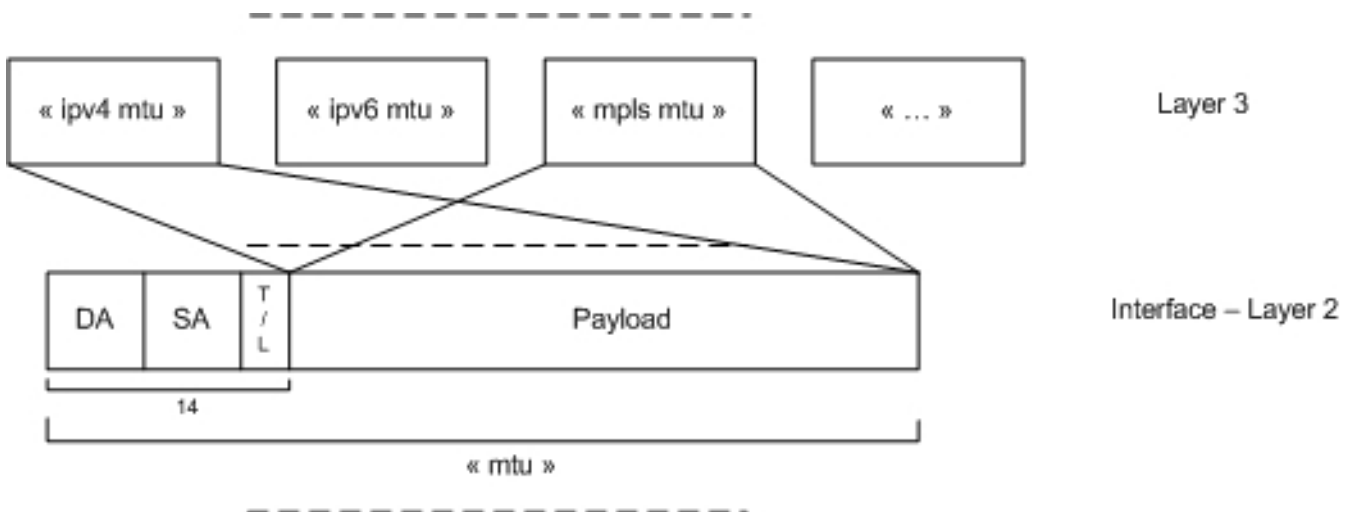 « ipv4 mtu » « ipv6 mtu » « mpls mtu » « ... » Layer 3
DA SA T / L Payload Interface – Layer 2
14
« mtu »